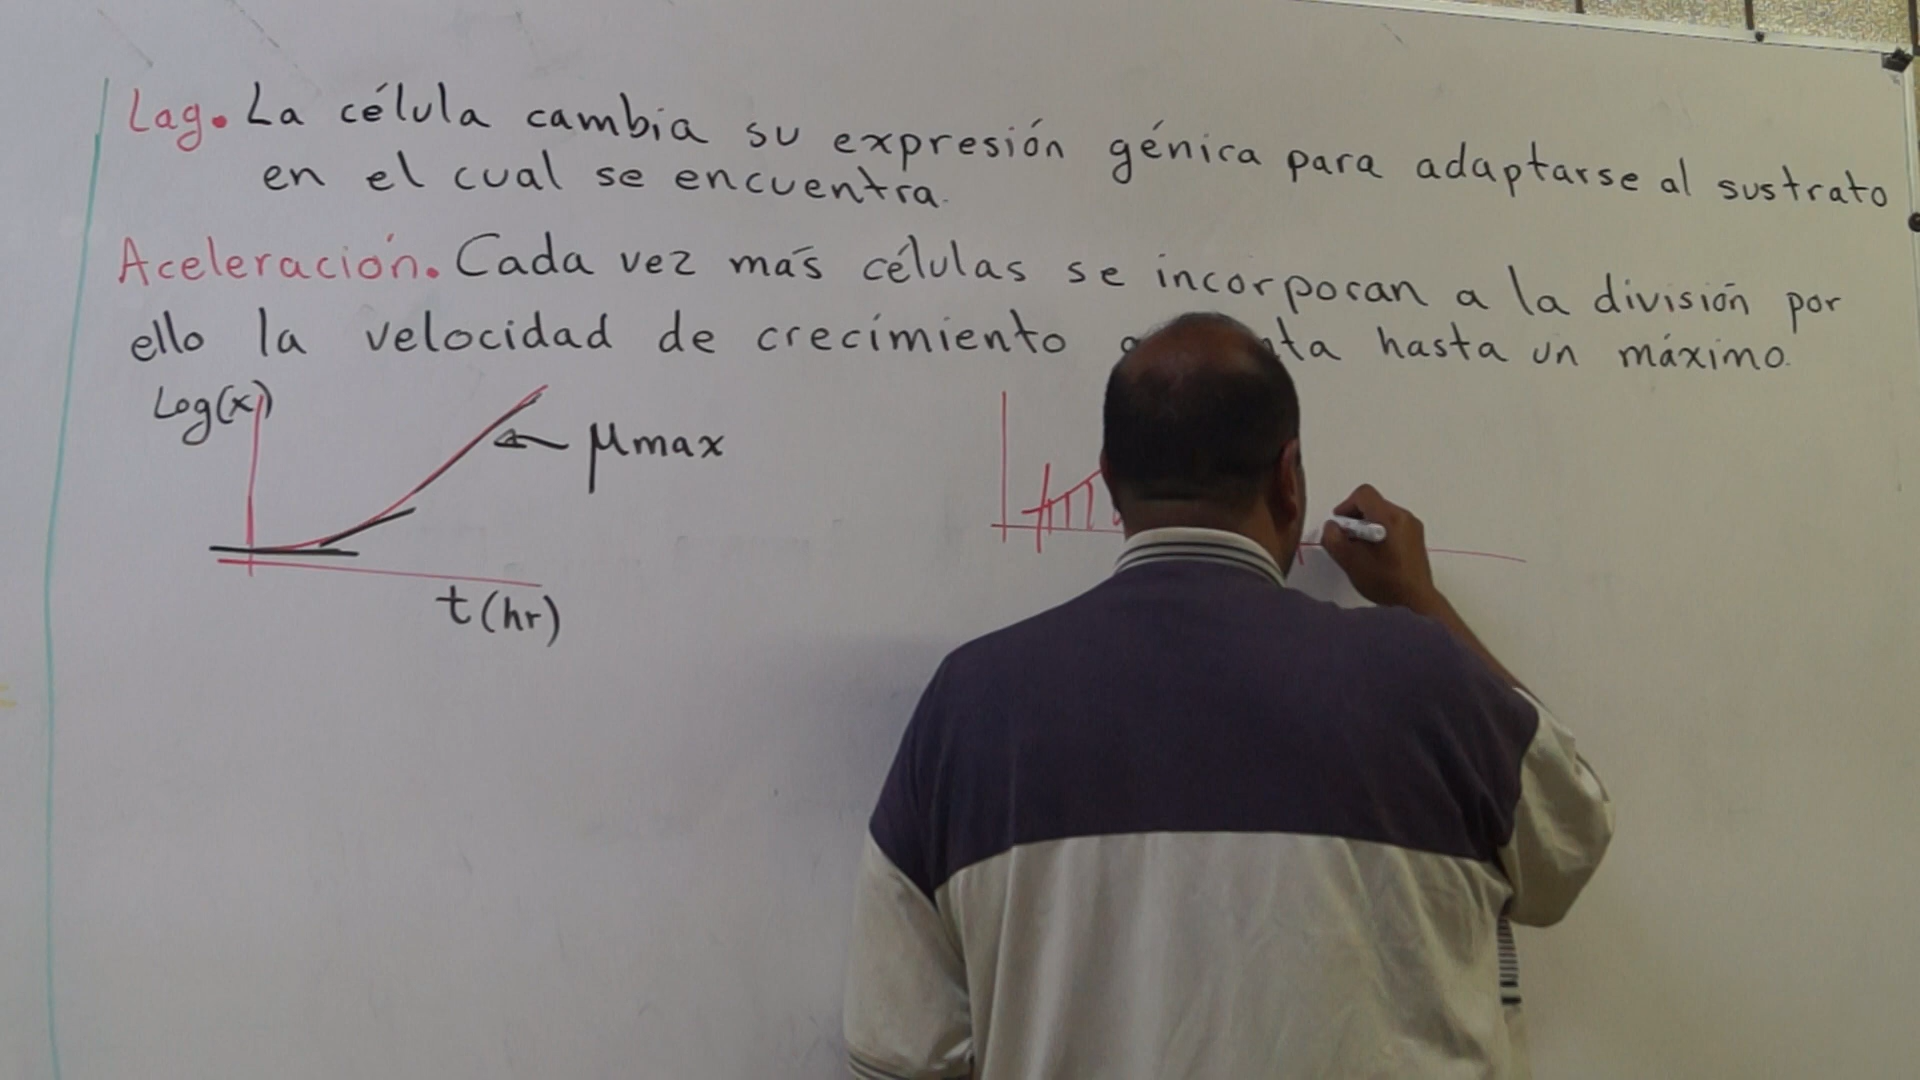 Lag. La célula cambia su expresión génica para adaptarse al sustrato
en el cual se encuentra.
Aceleración. Cada vez más células se incorporan a la división por
ello la velocidad de crecimiento hasta un máximo.
Log(x)
μmax
t(hr)